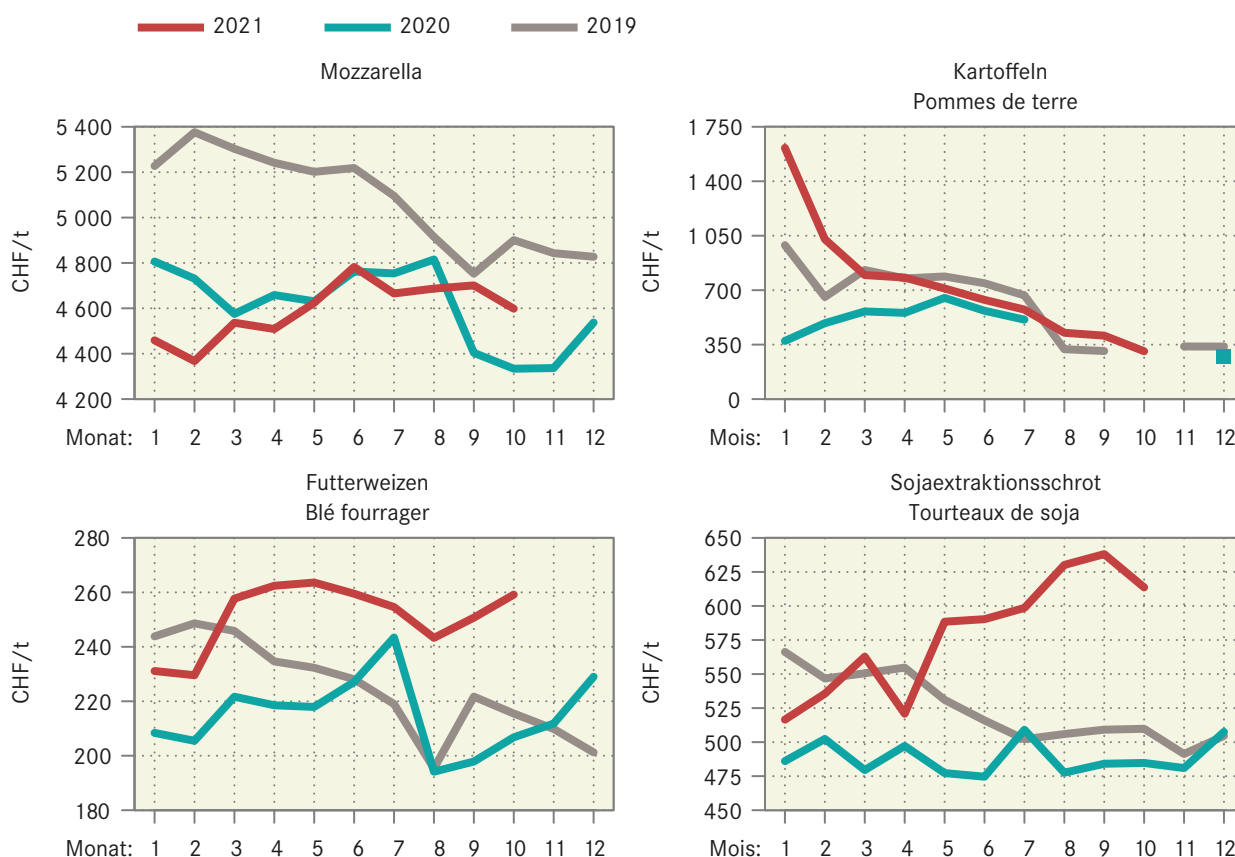 2021 2020 2019
Mozzarella
CHF/t
5 400
5 200
5 000
4 800
4 600
4 400
4 200
Monat: 1 2 3 4 5 6 7 8 9 10 11 12
Kartoffeln
Pommes de terre
CHF/t
1 750
1 400
1 050
700
350
0
Mois: 1 2 3 4 5 6 7 8 9 10 11 12
Futterweizen
Blé fourrager
CHF/t
280
260
240
220
200
180
Monat: 1 2 3 4 5 6 7 8 9 10 11 12
Sojaextraktionsschrot
Tourteaux de soja
CHF/t
650
625
600
575
550
525
500
475
450
Mois: 1 2 3 4 5 6 7 8 9 10 11 12